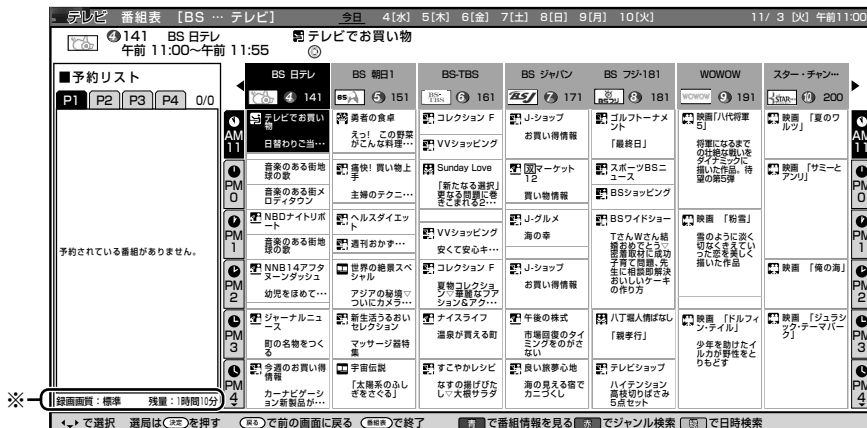 テレビ 番組表 [BS … テレビ] 今日 4[水] 5[木] 6[金] 7[土] 8[日] 9[月] 10[火] 11/ 3 [火] 午前11:00
④141 BS 日テレ テレビでお買い物
午前 11:00～午前 11:55
■予約リスト
P1 P2 P3 P4 0/0
予約されている番組がありません。
※
録画画質：標準 残量：1時間10分
BS 日テレ BS 朝日1 BS-TBS BS ジャパン BS フジ･181 WOWOW スター・チャン…
④ 141 BS朝日 ⑤ 151 BS-TBS ⑥ 161 BSJ ⑦ 171 BSフジ ⑧ 181 WOWOW ⑨ 191 STAR ⑩ 200
AM 11
PM 0
PM 1
PM 2
PM 3
PM 4
テレビでお買い物
日替わりご当…
音楽のある街地球の歌
音楽のある街メロディタウン
NBDナイトリポート
音楽のある街地球の歌
NNB14アフタヌーンダッシュ
幼児をほめて…
ジャーナルニュース
町の名物をつくる
今週のお買い得情報
カーナビゲーション新製品が…
勇者の食卓
えっ! この野菜がこんな料理…
痛快! 買い物上手
主婦のテクニ…
ヘルスダイエット
週刊おかず…
世界の絶景スペシャル
アジアの秘境▽ついにカメラ…
新生活うるおいセレクション
マッサージ器特集
宇宙伝説
「太陽系のふしぎをさぐる」
コレクション F
VVショッピング
Sunday Love
「新たなる選択」更なる問題に巻きこまれる2…
VVショッピング
安くて安心キ…
コレクション F
夏物コレクション▽華麗なファション&アク…
ナイスライフ
温泉が買える町
すこやかレシピ
なすの揚げびたし▽大根サラダ
J-ショップ
お買い得情報
マーケット12
買い物情報
J-グルメ
海の幸
J-ショップ
お買い得情報
午後の株式
市場回復のタイミングをのがさない
良い旅夢心地
海の見える宿でカニづくし
ゴルフトーナメント
「最終日」
スポーツBSニュース
BSショッピング
BSワイドショー
TさんWさん結婚おめでとう▽密着取材に成功子育て問題、先生に相談即解決おいしいケーキの作り方
八丁堀人情ばなし
「親孝行」
テレビショップ
ハイテンション高枝切りばさみ5点セット
映画「八代将軍5」
将軍になるまでの壮絶な戦いをダイナミックに描いた作品。待望の第5弾
映画 「粉雪」
雪のように淡く切なくきえていった恋を美しく描いた作品
映画 「ドルフィン・テイル」
少年を助けたイルカが野性をとりもどす
映画 「夏のワルツ」
映画 「サミーとアンリ」
映画 「俺の海」
映画 「ジュラシック・テーマパーク」
で選択 選局は決定を押す 戻るで前の画面に戻る 番組表で終了 青 で番組情報を見る 赤 でジャンル検索 緑 で日時検索